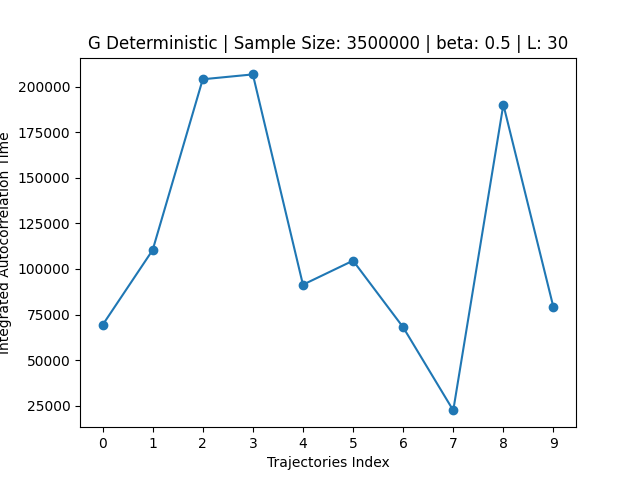 G Deterministic | Sample Size: 3500000 | beta: 0.5 | L: 30
200000
175000
150000
125000
100000
75000
50000
25000
Integrated Autocorrelation Time
0 1 2 3 4 5 6 7 8 9
Trajectories Index